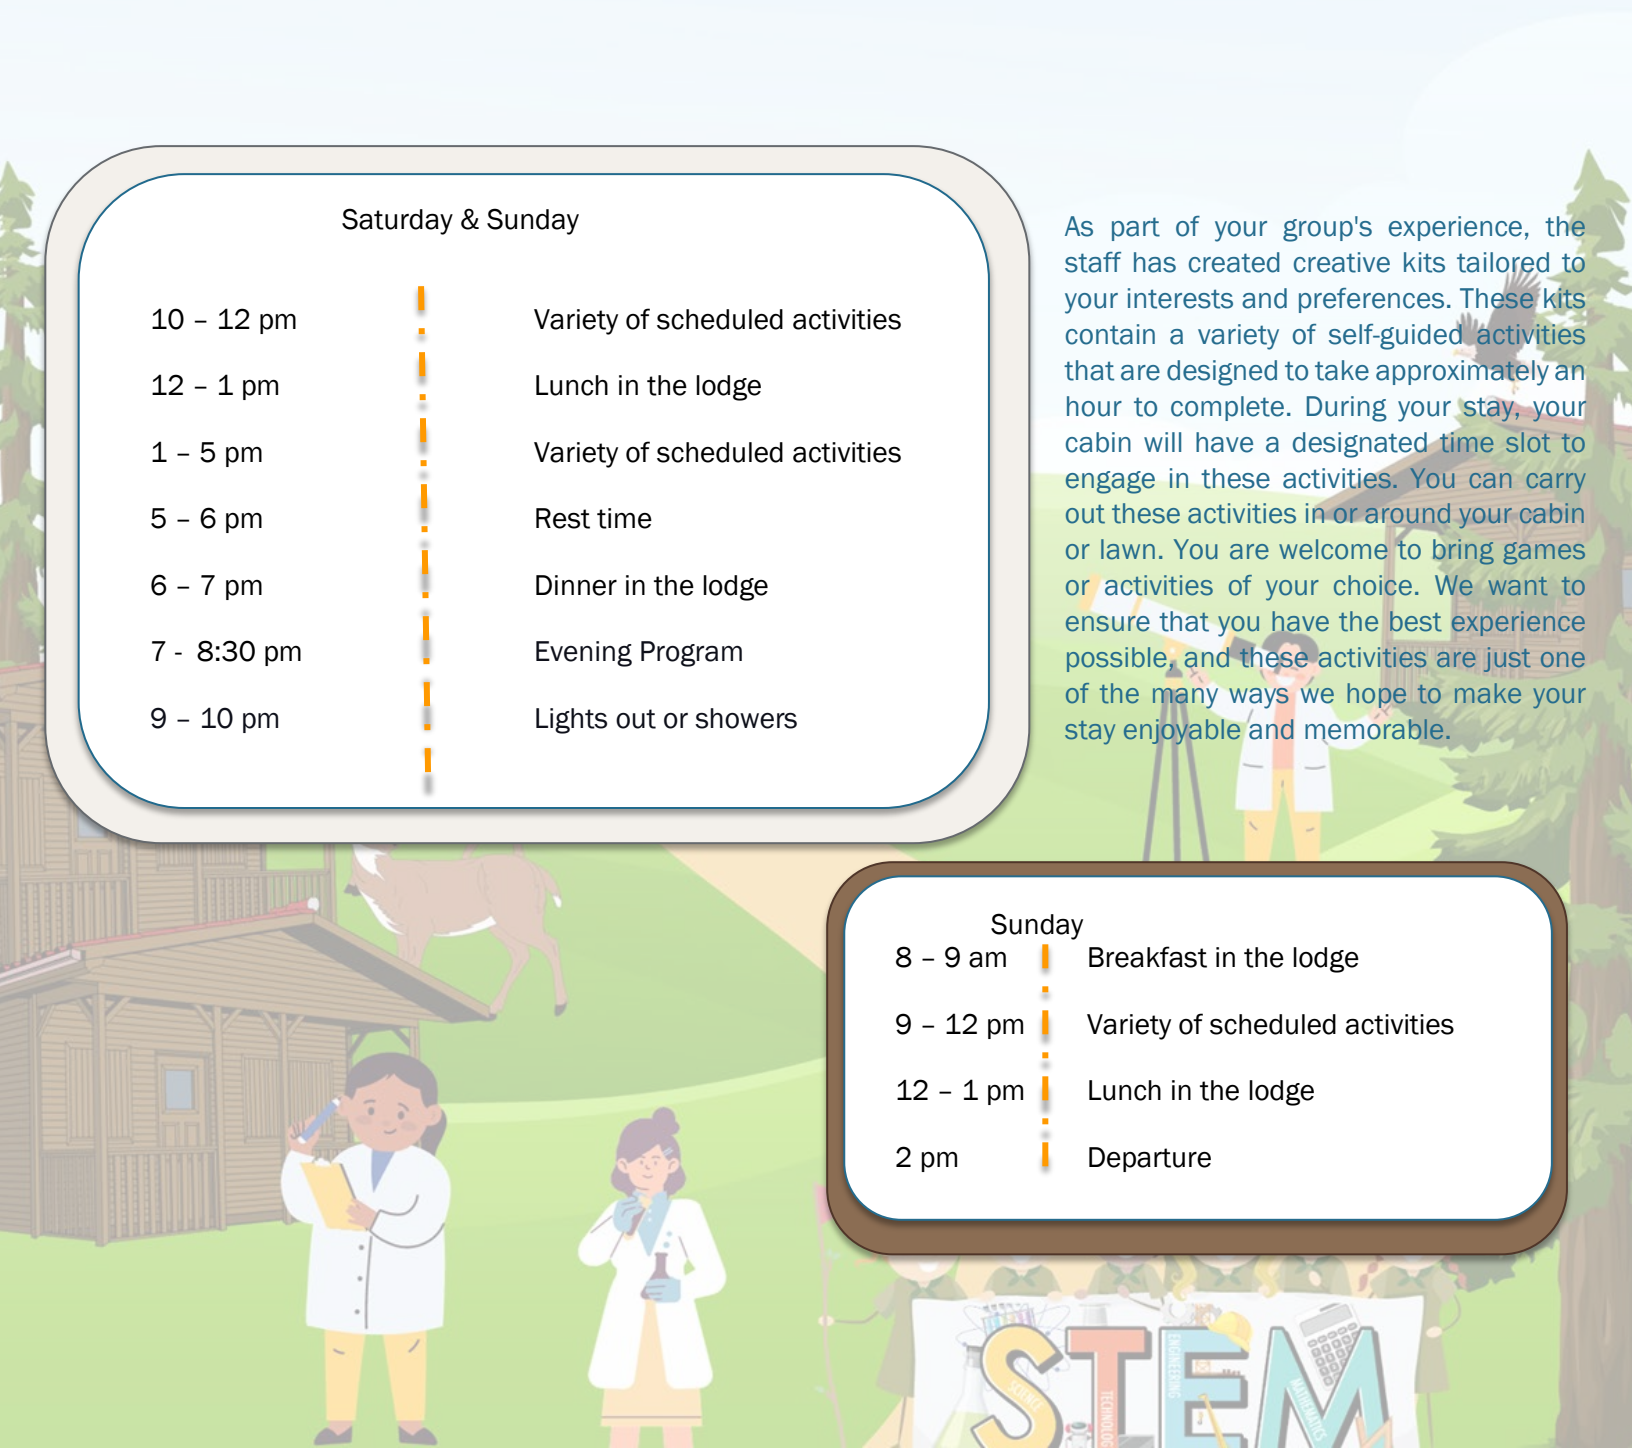 Saturday & Sunday
10 – 12 pm Variety of scheduled activities
12 – 1 pm Lunch in the lodge
1 – 5 pm Variety of scheduled activities
5 – 6 pm Rest time
6 – 7 pm Dinner in the lodge
7 - 8:30 pm Evening Program
9 – 10 pm Lights out or showers
As part of your group's experience, the
staff has created creative kits tailored to
your interests and preferences. These kits
contain a variety of self-guided activities
that are designed to take approximately an
hour to complete. During your stay, your
cabin will have a designated time slot to
engage in these activities. You can carry
out these activities in or around your cabin
or lawn. You are welcome to bring games
or activities of your choice. We want to
ensure that you have the best experience
possible, and these activities are just one
of the many ways we hope to make your
stay enjoyable and memorable.
Sunday
8 – 9 am Breakfast in the lodge
9 – 12 pm Variety of scheduled activities
12 – 1 pm Lunch in the lodge
2 pm Departure
STEM
SCIENCE
TECHNOLOG
ENGINEERING
MATHEMATICS